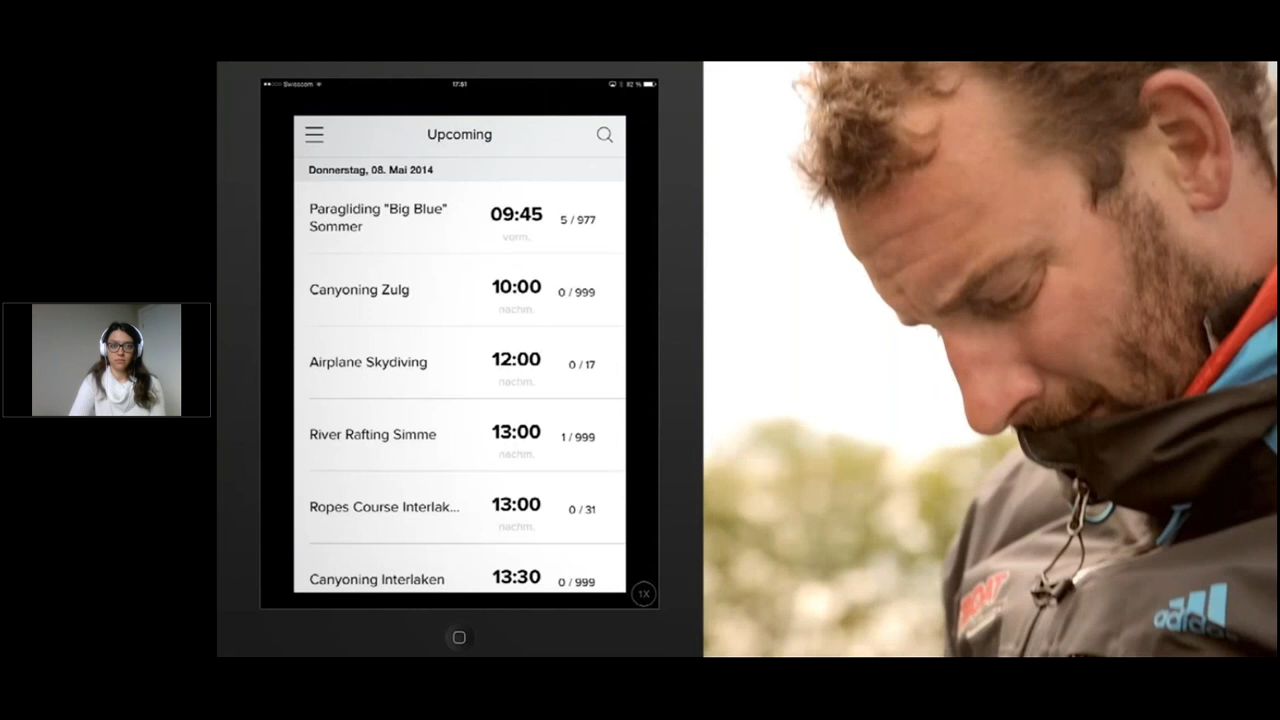 Swisscom
17:51
82 %
Upcoming
Donnerstag, 08. Mai 2014
Paragliding "Big Blue"
Sommer
09:45
vorm.
5 / 977
Canyoning Zulg
10:00
nachm.
0 / 999
Airplane Skydiving
12:00
nachm.
0 / 17
River Rafting Simme
13:00
nachm.
1 / 999
Ropes Course Interlak...
13:00
nachm.
0 / 31
Canyoning Interlaken
13:30
0 / 999
1X
adidas